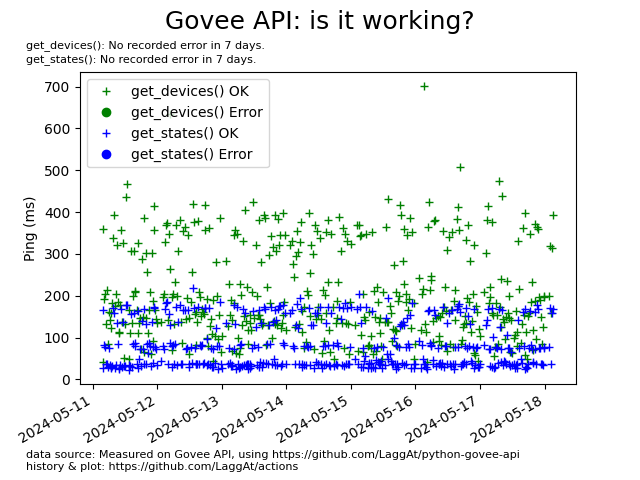 Govee API: is it working?
get_devices(): No recorded error in 7 days.
get_states(): No recorded error in 7 days.
get_devices() OK
get_devices() Error
get_states() OK
get_states() Error
Ping (ms)
700
600
500
400
300
200
100
0
2024-05-11
2024-05-12
2024-05-13
2024-05-14
2024-05-15
2024-05-16
2024-05-17
2024-05-18
data source: Measured on Govee API, using https://github.com/LaggAt/python-govee-api
history & plot: https://github.com/LaggAt/actions